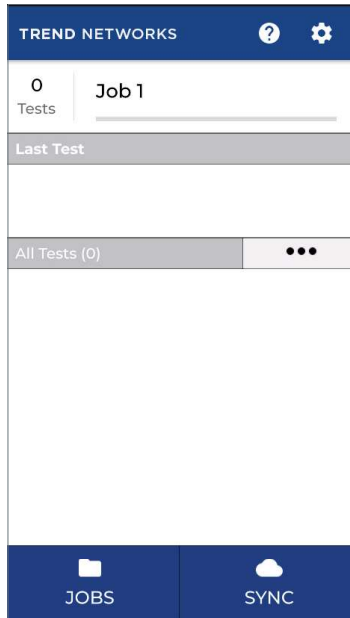 TREND NETWORKS
0
Tests
Job 1
Last Test
All Tests (0)
JOBS
SYNC